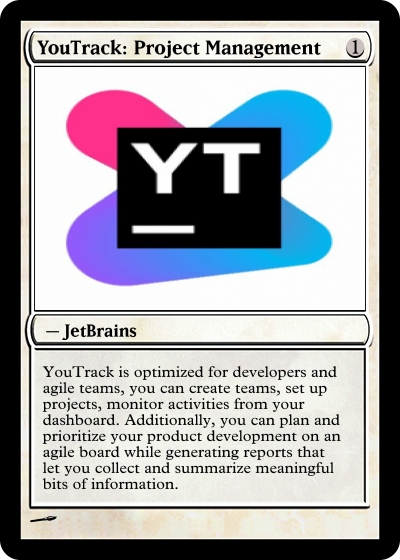 YouTrack: Project Management 1
YT
— JetBrains
YouTrack is optimized for developers and
agile teams, you can create teams, set up
projects, monitor activities from your
dashboard. Additionally, you can plan and
prioritize your product development on an
agile board while generating reports that
let you collect and summarize meaningful
bits of information.